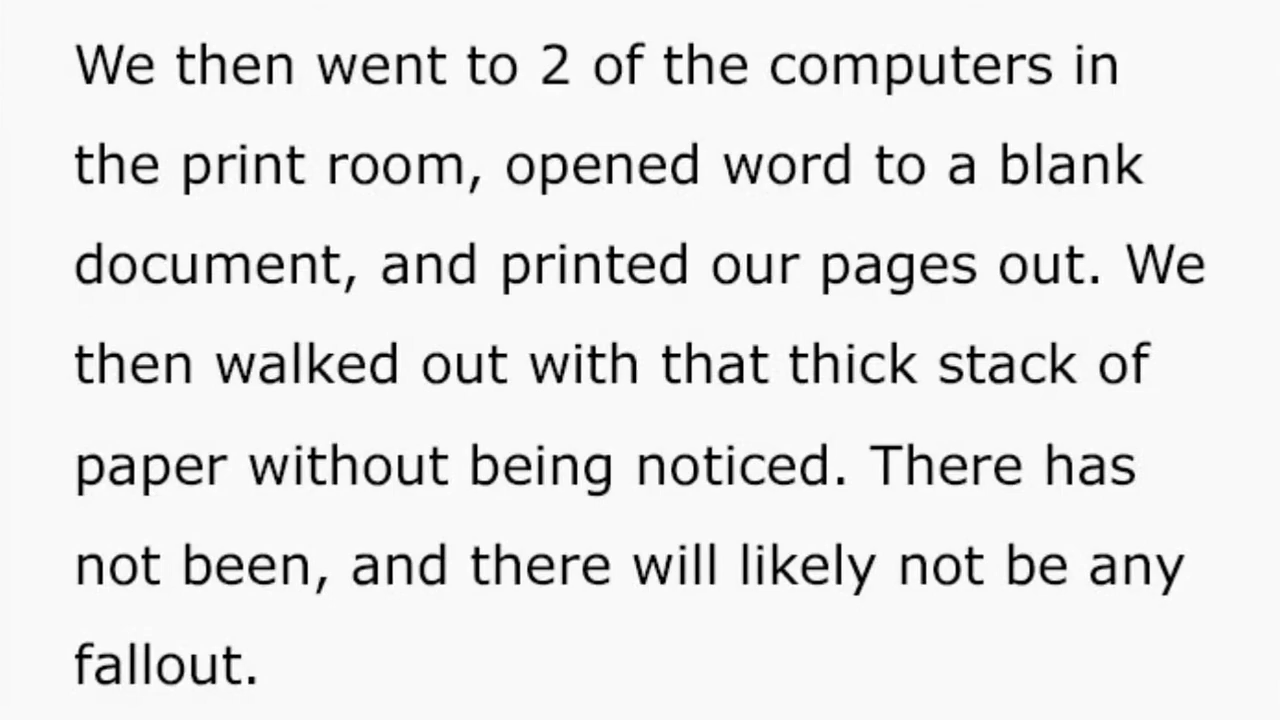 We then went to 2 of the computers in
the print room, opened word to a blank
document, and printed our pages out. We
then walked out with that thick stack of
paper without being noticed. There has
not been, and there will likely not be any
fallout.